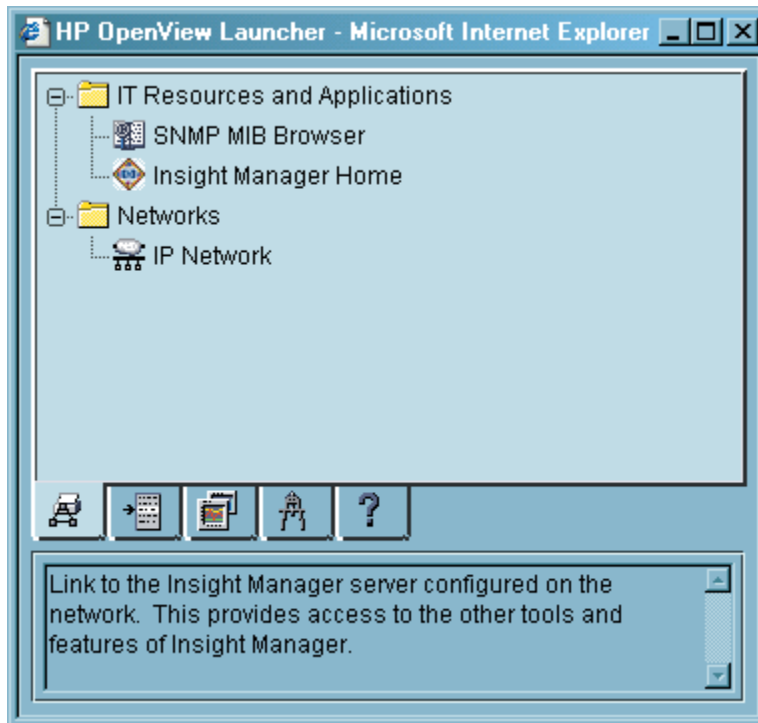 HP OpenView Launcher - Microsoft Internet Explorer
IT Resources and Applications
SNMP MIB Browser
Insight Manager Home
Networks
IP Network
?
Link to the Insight Manager server configured on the
network. This provides access to the other tools and
features of Insight Manager.